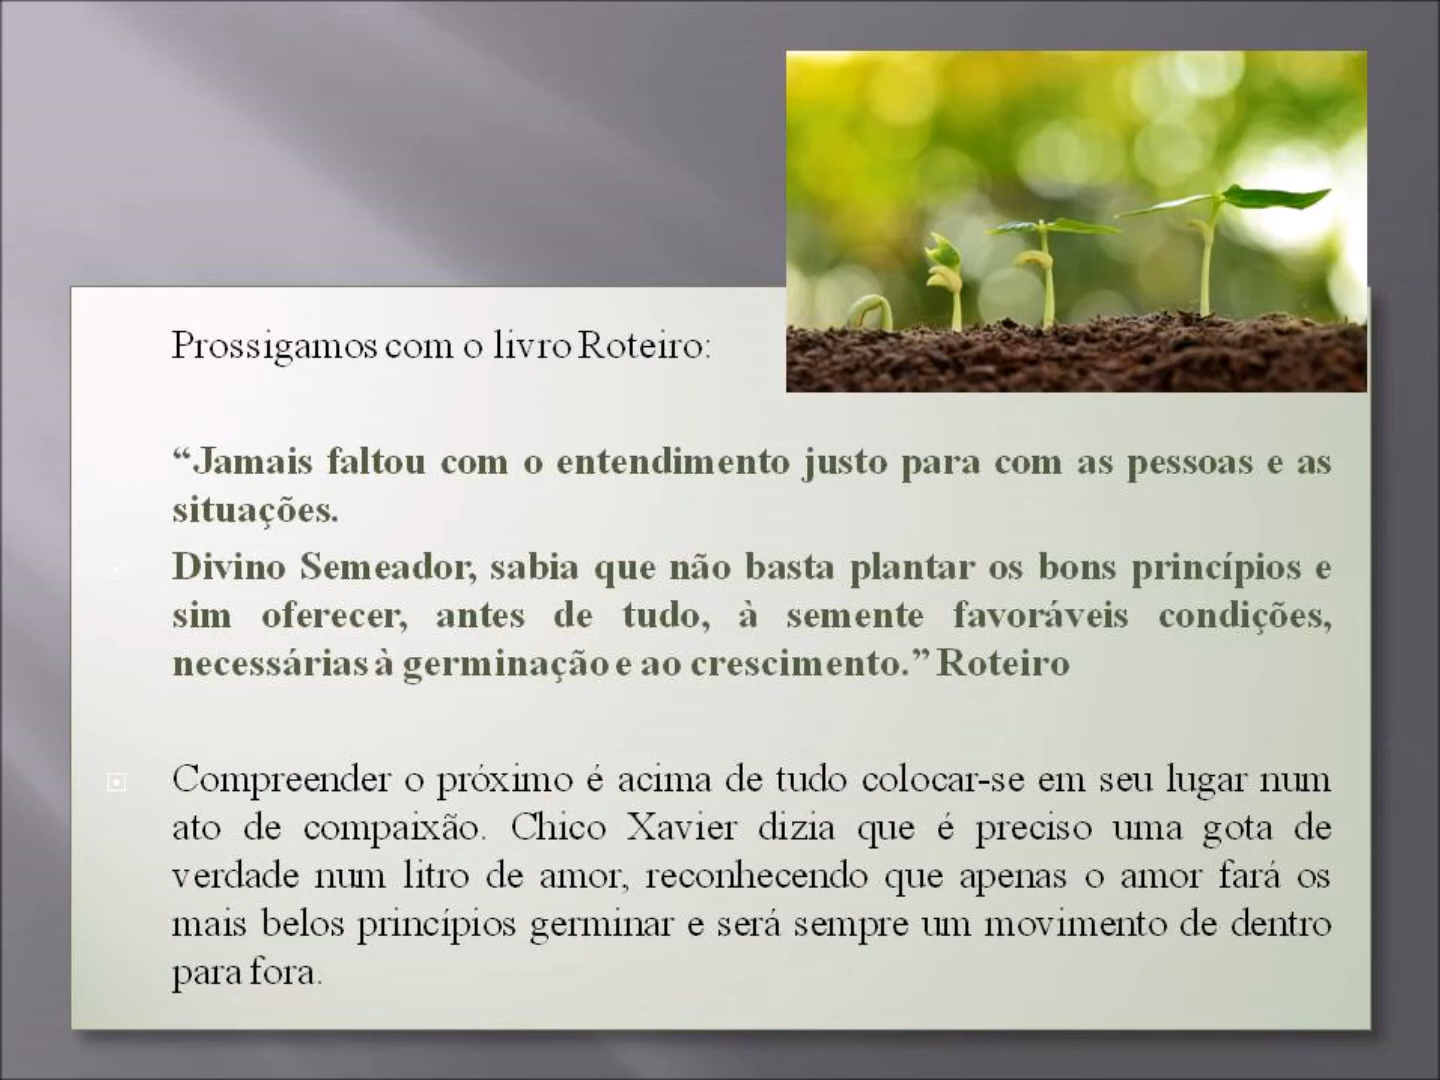 Prossigamos com o livro Roteiro:
“Jamais faltou com o entendimento justo para com as pessoas e as
situações.
Divino Semeador, sabia que não basta plantar os bons princípios e
sim oferecer, antes de tudo, à semente favoráveis condições,
necessárias à germinação e ao crescimento.” Roteiro
Compreender o próximo é acima de tudo colocar-se em seu lugar num
ato de compaixão. Chico Xavier dizia que é preciso uma gota de
verdade num litro de amor, reconhecendo que apenas o amor fará os
mais belos princípios germinar e será sempre um movimento de dentro
para fora.